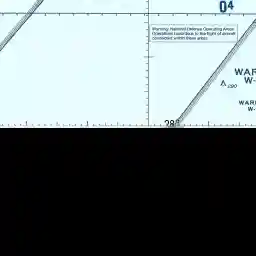 0⁴
Warning: National Defense Operating Areas
Operations hazardous to the flight of aircraft
conducted within these areas
WAR
W-
290
WAR
W-
28°